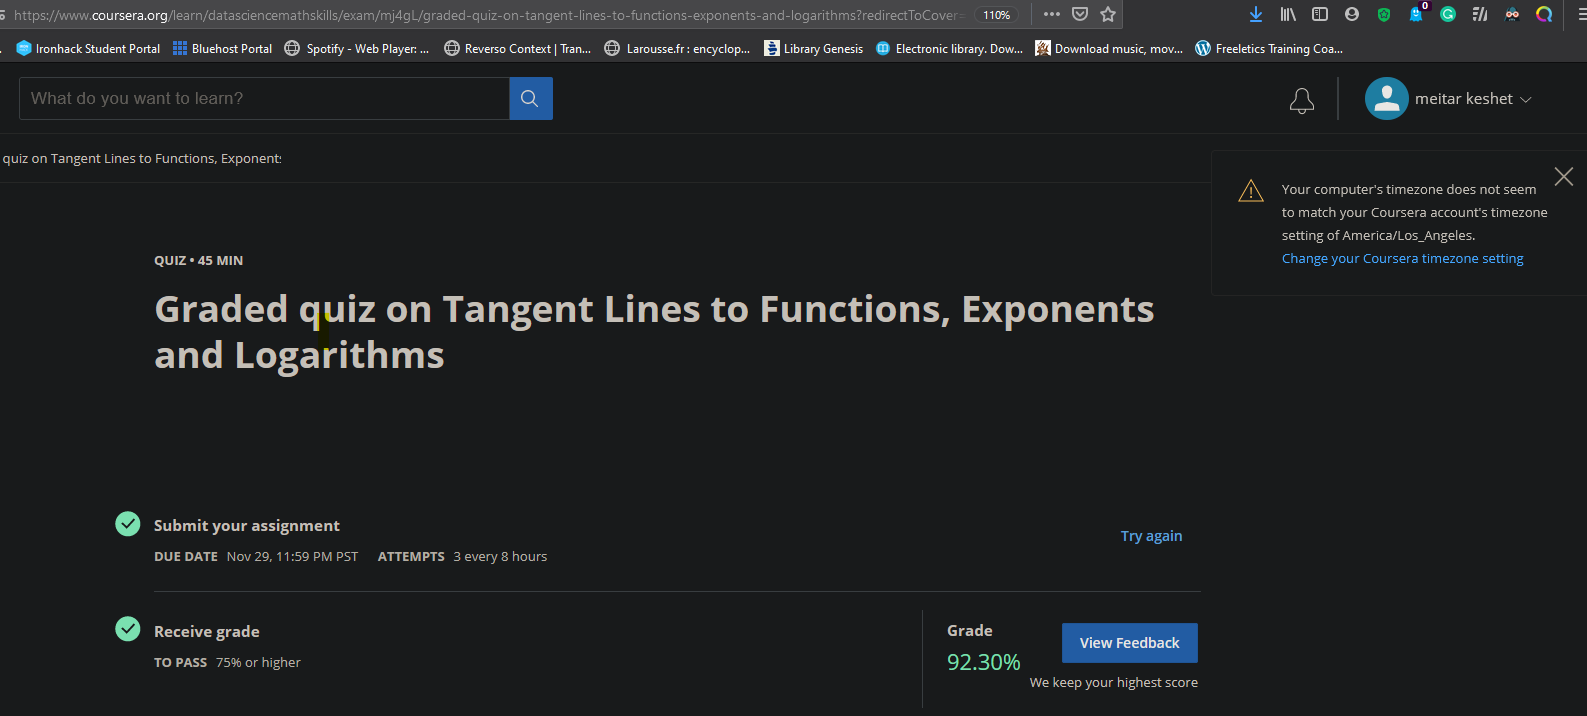 https://www.coursera.org/learn/datasciencemathskills/exam/mj4gL/graded-quiz-on-tangent-lines-to-functions-exponents-and-logarithms?redirectToCover= 110% 0
Ironhack Student Portal Bluehost Portal Spotify - Web Player: ... Reverso Context | Tran... Larousse.fr : encyclop... Library Genesis Electronic library. Dow... Download music, mov... Freeletics Training Coa...
What do you want to learn? meitar keshet
quiz on Tangent Lines to Functions, Exponents
Your computer's timezone does not seem
to match your Coursera account's timezone
setting of America/Los_Angeles.
Change your Coursera timezone setting
QUIZ • 45 MIN
Graded quiz on Tangent Lines to Functions, Exponents
and Logarithms
Submit your assignment
Try again
DUE DATE Nov 29, 11:59 PM PST ATTEMPTS 3 every 8 hours
Receive grade
TO PASS 75% or higher
Grade
92.30%
View Feedback
We keep your highest score